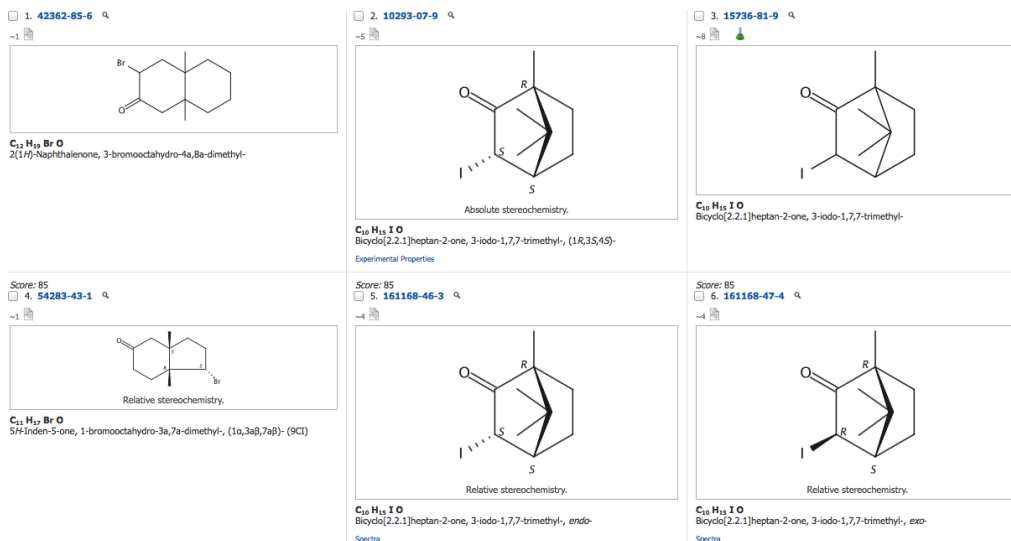 1. 42362-85-6
~1
Br
O
C12 H19 Br O
2(1H)-Naphthalenone, 3-bromooctahydro-4a,8a-dimethyl-
2. 10293-07-9
~5
R
O
S
I
S
Absolute stereochemistry.
C10 H15 I O
Bicyclo[2.2.1]heptan-2-one, 3-iodo-1,7,7-trimethyl-, (1R,3S,4S)-
Experimental Properties
3. 15736-81-9
~8
O
I
C10 H15 I O
Bicyclo[2.2.1]heptan-2-one, 3-iodo-1,7,7-trimethyl-
Score: 85
4. 54283-43-1
~1
O
S
R
S
Br
Relative stereochemistry.
C11 H17 Br O
5H-Inden-5-one, 1-bromooctahydro-3a,7a-dimethyl-, (1α,3aβ,7aβ)- (9CI)
Score: 85
5. 161168-46-3
~4
R
O
S
I
S
Relative stereochemistry.
C10 H15 I O
Bicyclo[2.2.1]heptan-2-one, 3-iodo-1,7,7-trimethyl-, endo-
Spectra
Score: 85
6. 161168-47-4
~4
R
O
R
I
S
Relative stereochemistry.
C10 H15 I O
Bicyclo[2.2.1]heptan-2-one, 3-iodo-1,7,7-trimethyl-, exo-
Spectra